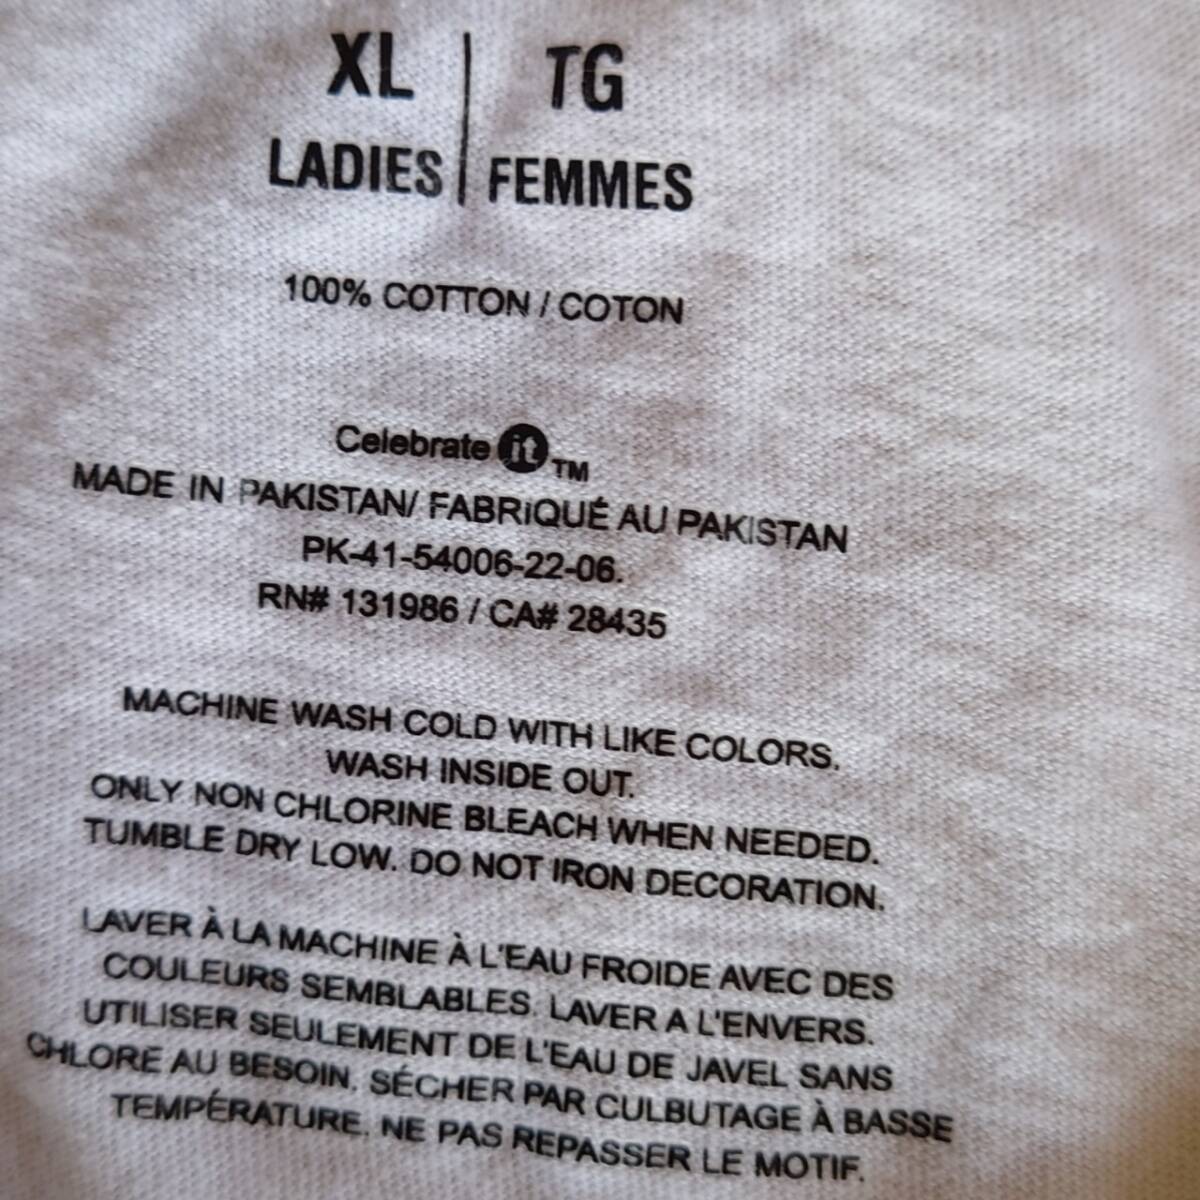 XL | TG
LADIES | FEMMES
100% COTTON / COTON
Celebrate it TM
MADE IN PAKISTAN/ FABRIQUÉ AU PAKISTAN
PK-41-54006-22-06.
RN# 131986 / CA# 28435
MACHINE WASH COLD WITH LIKE COLORS.
WASH INSIDE OUT.
ONLY NON CHLORINE BLEACH WHEN NEEDED.
TUMBLE DRY LOW. DO NOT IRON DECORATION.
LAVER À LA MACHINE À L'EAU FROIDE AVEC DES
COULEURS SEMBLABLES. LAVER A L'ENVERS.
UTILISER SEULEMENT DE L'EAU DE JAVEL SANS
CHLORE AU BESOIN. SÉCHER PAR CULBUTAGE À BASSE
TEMPÉRATURE. NE PAS REPASSER LE MOTIF.